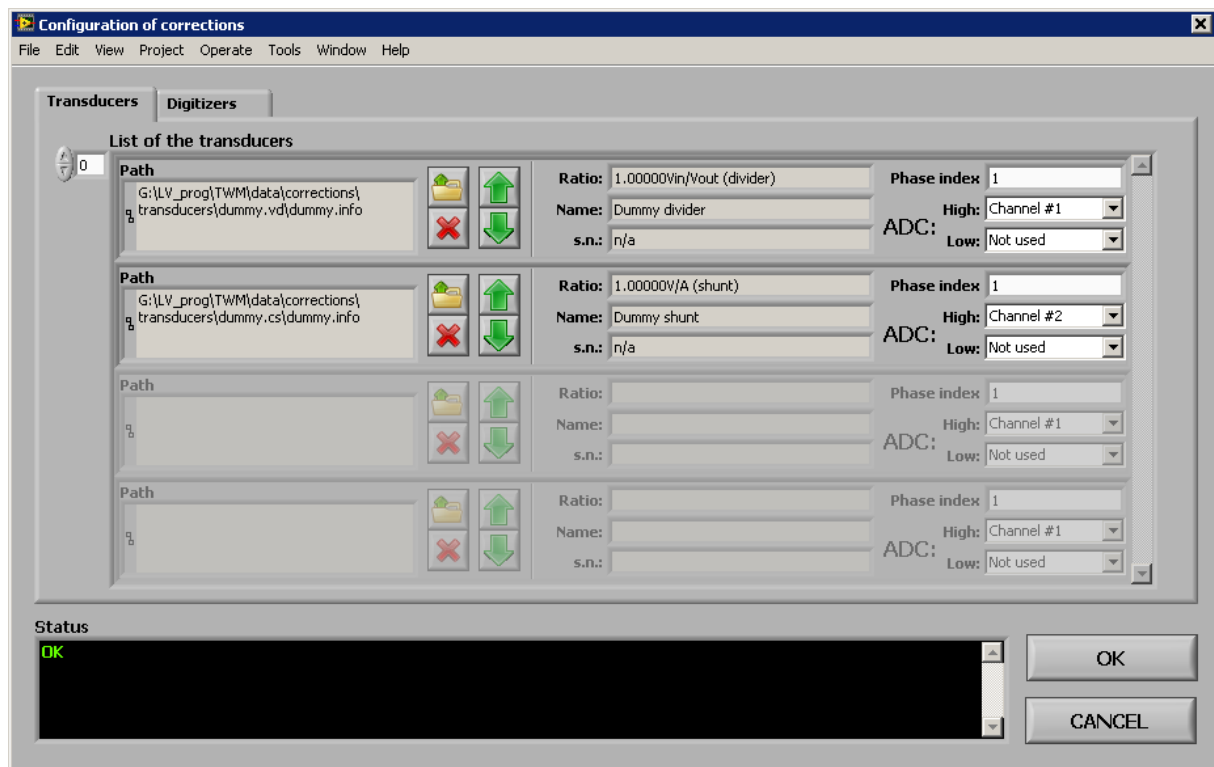 Configuration of corrections
File Edit View Project Operate Tools Window Help
Transducers Digitizers
List of the transducers
0
Path
G:\LV_prog\TWM\data\corrections\
transducers\dummy.vd\dummy.info
Ratio: 1.00000Vin/Vout (divider)
Name: Dummy divider
s.n.: n/a
Phase index 1
ADC:
High: Channel #1
Low: Not used
Path
G:\LV_prog\TWM\data\corrections\
transducers\dummy.cs\dummy.info
Ratio: 1.00000V/A (shunt)
Name: Dummy shunt
s.n.: n/a
Phase index 1
ADC:
High: Channel #2
Low: Not used
Path
Ratio:
Name:
s.n.:
Phase index 1
ADC:
High: Channel #1
Low: Not used
Path
Ratio:
Name:
s.n.:
Phase index 1
ADC:
High: Channel #1
Low: Not used
Status
OK
OK
CANCEL